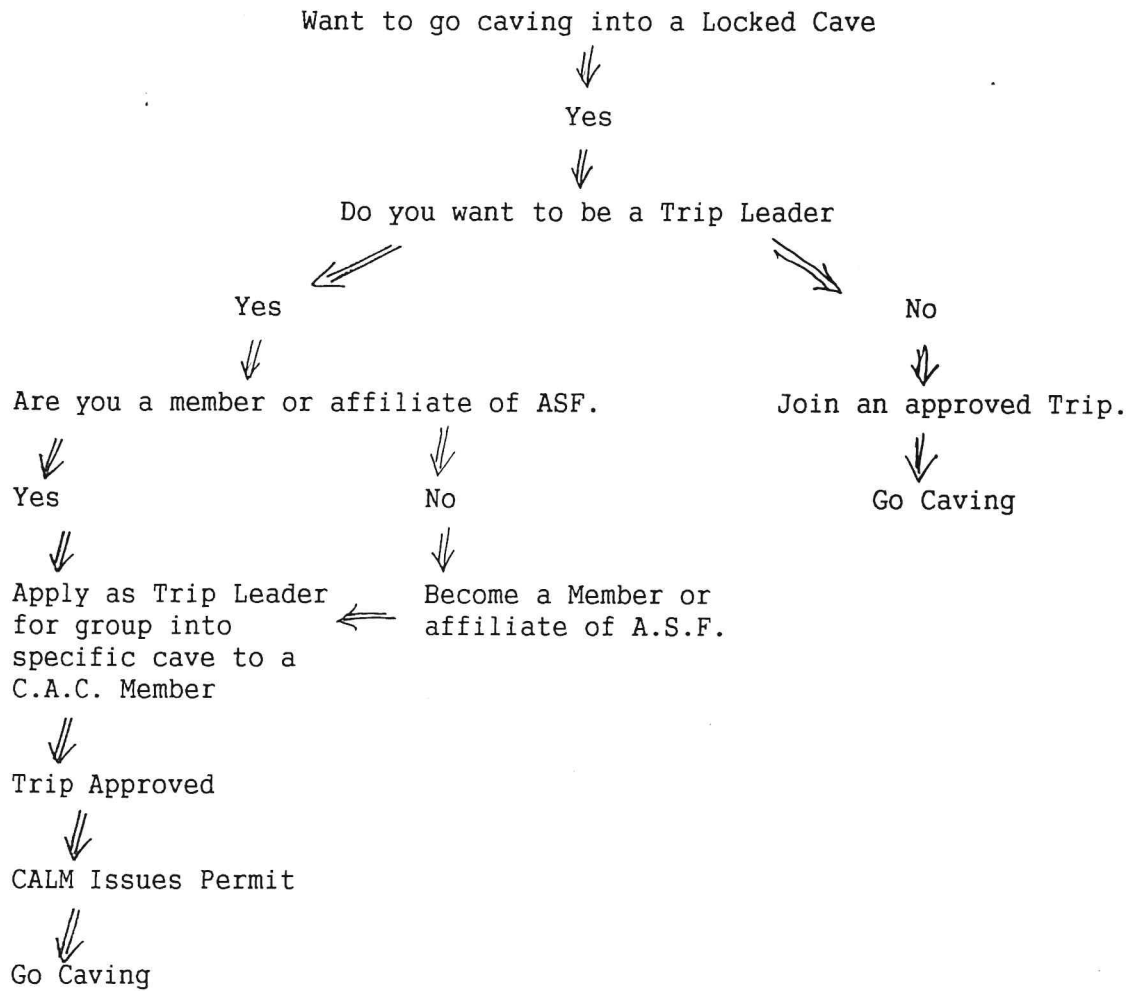 Want to go caving into a Locked Cave
Yes
Do you want to be a Trip Leader
Yes
No
Are you a member or affiliate of ASF.
Join an approved Trip.
Yes
No
Go Caving
Apply as Trip Leader
for group into
specific cave to a
C.A.C. Member
Become a Member or
affiliate of A.S.F.
Trip Approved
CALM Issues Permit
Go Caving